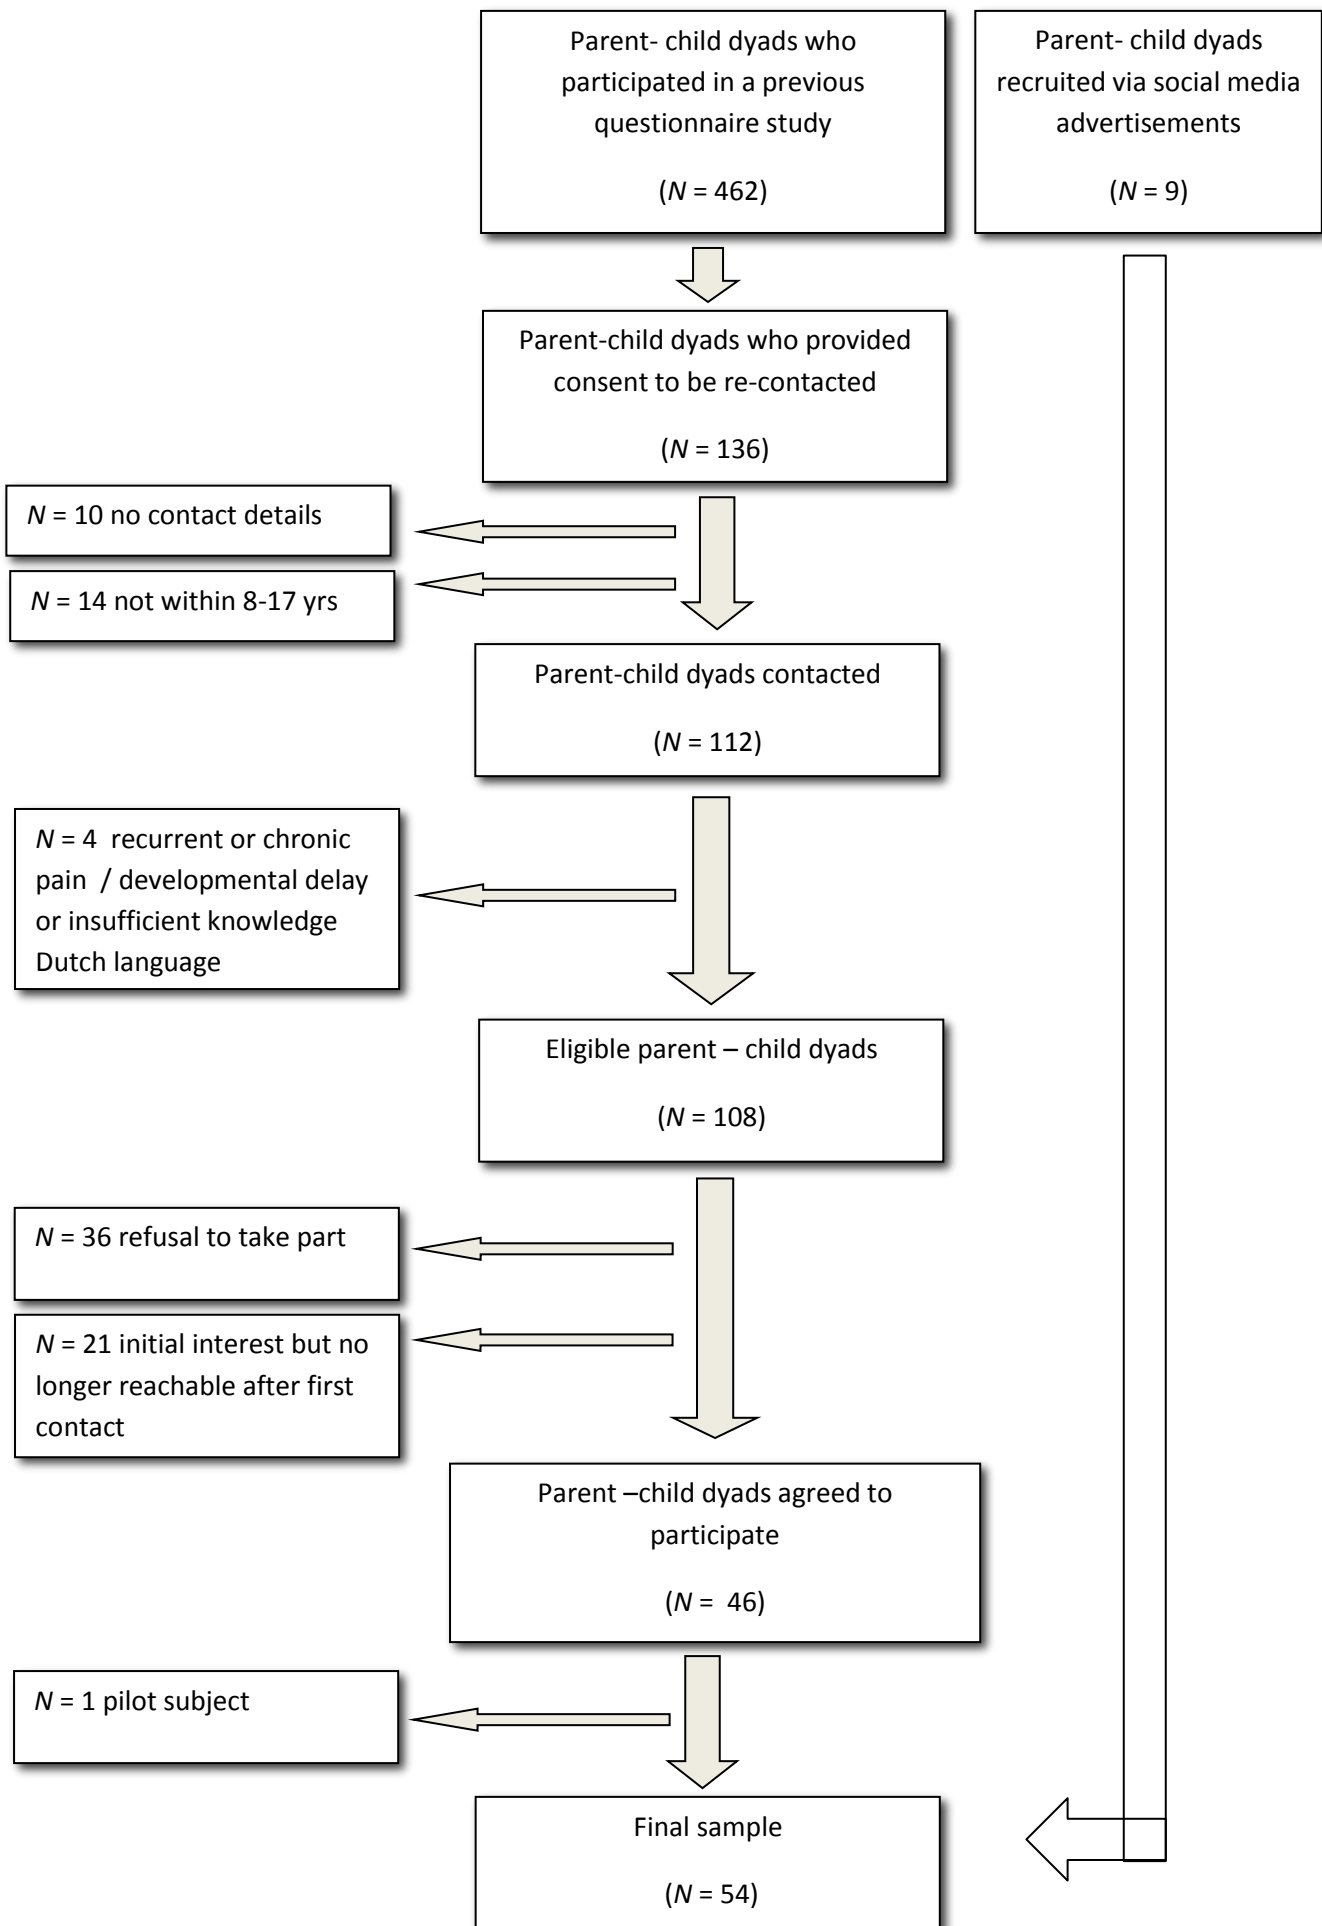 Parent- child dyads who
participated in a previous
questionnaire study
(N = 462)
Parent- child dyads
recruited via social media
advertisements
(N = 9)
Parent-child dyads who provided
consent to be re-contacted
(N = 136)
N = 10 no contact details
N = 14 not within 8-17 yrs
Parent-child dyads contacted
(N = 112)
N = 4 recurrent or chronic
pain / developmental delay
or insufficient knowledge
Dutch language
Eligible parent – child dyads
(N = 108)
N = 36 refusal to take part
N = 21 initial interest but no
longer reachable after first
contact
Parent –child dyads agreed to
participate
(N = 46)
N = 1 pilot subject
Final sample
(N = 54)